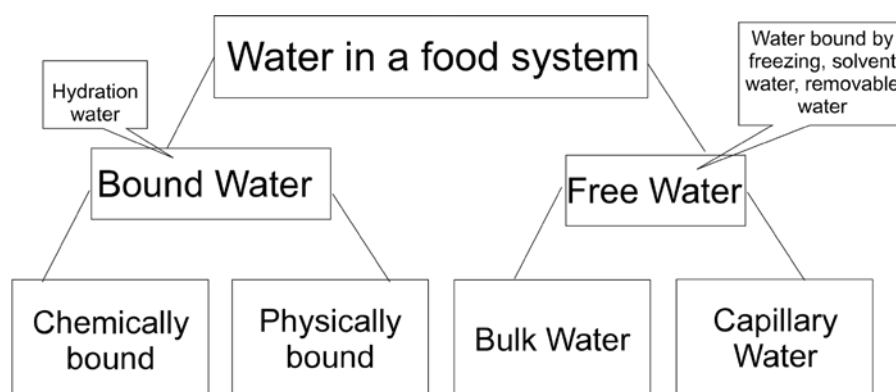 Water in a food system
Water bound by
freezing, solvent
water, removable
water
Hydration
water
Bound Water
Free Water
Chemically
bound
Physically
bound
Bulk Water
Capillary
Water